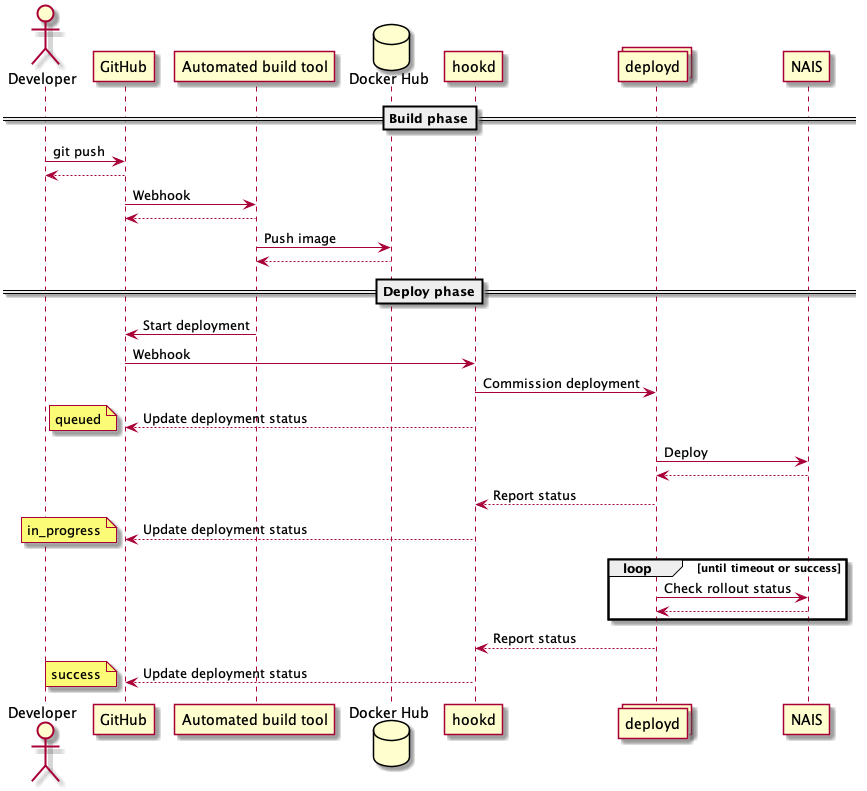 Developer
GitHub
Automated build tool
Docker Hub
hookd
deployd
NAIS
Build phase
git push
Webhook
Push image
Deploy phase
Start deployment
Webhook
Commission deployment
queued
Update deployment status
Deploy
Report status
in_progress
Update deployment status
loop
[until timeout or success]
Check rollout status
Report status
success
Update deployment status
Developer
GitHub
Automated build tool
Docker Hub
hookd
deployd
NAIS